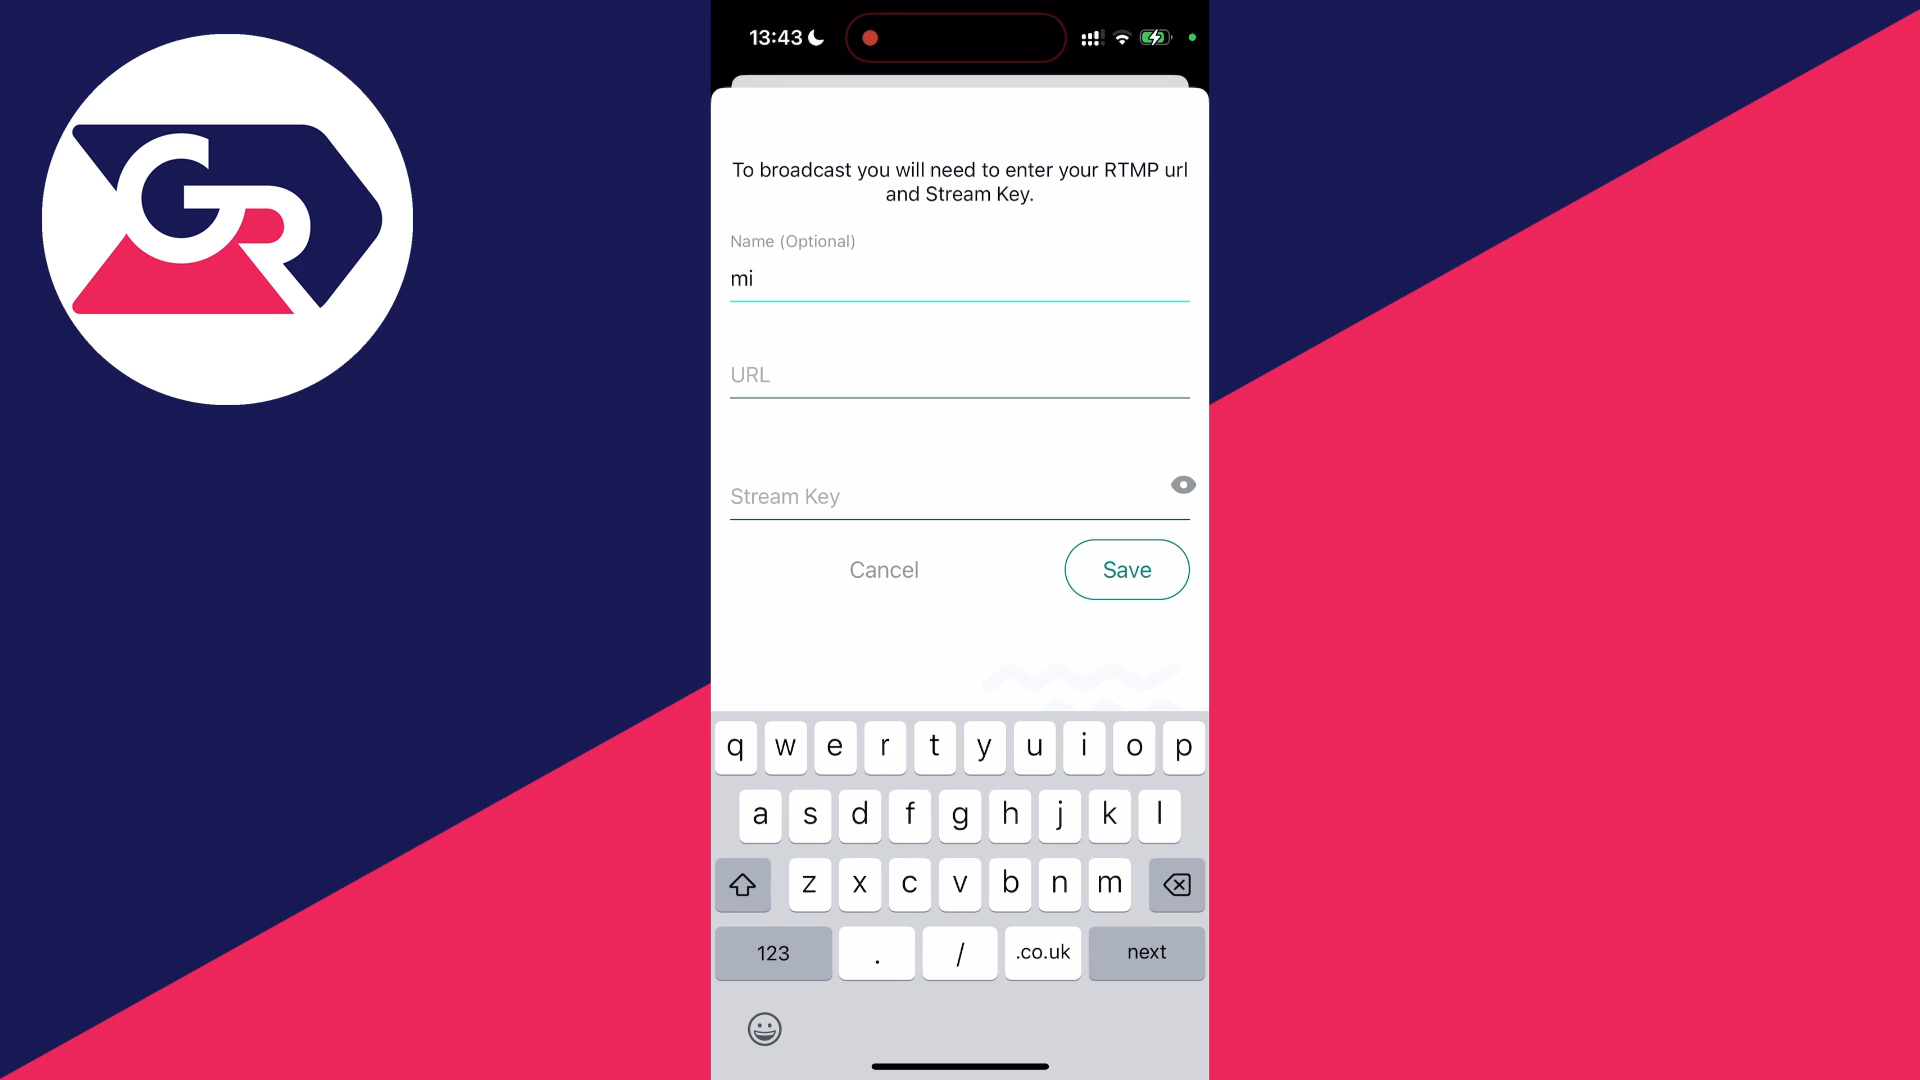 GR
13:43
To broadcast you will need to enter your RTMP url
and Stream Key.
Name (Optional)
mi
URL
Stream Key
Cancel
Save
q w e r t y u i o p
a s d f g h j k l
z x c v b n m
123 . / .co.uk next